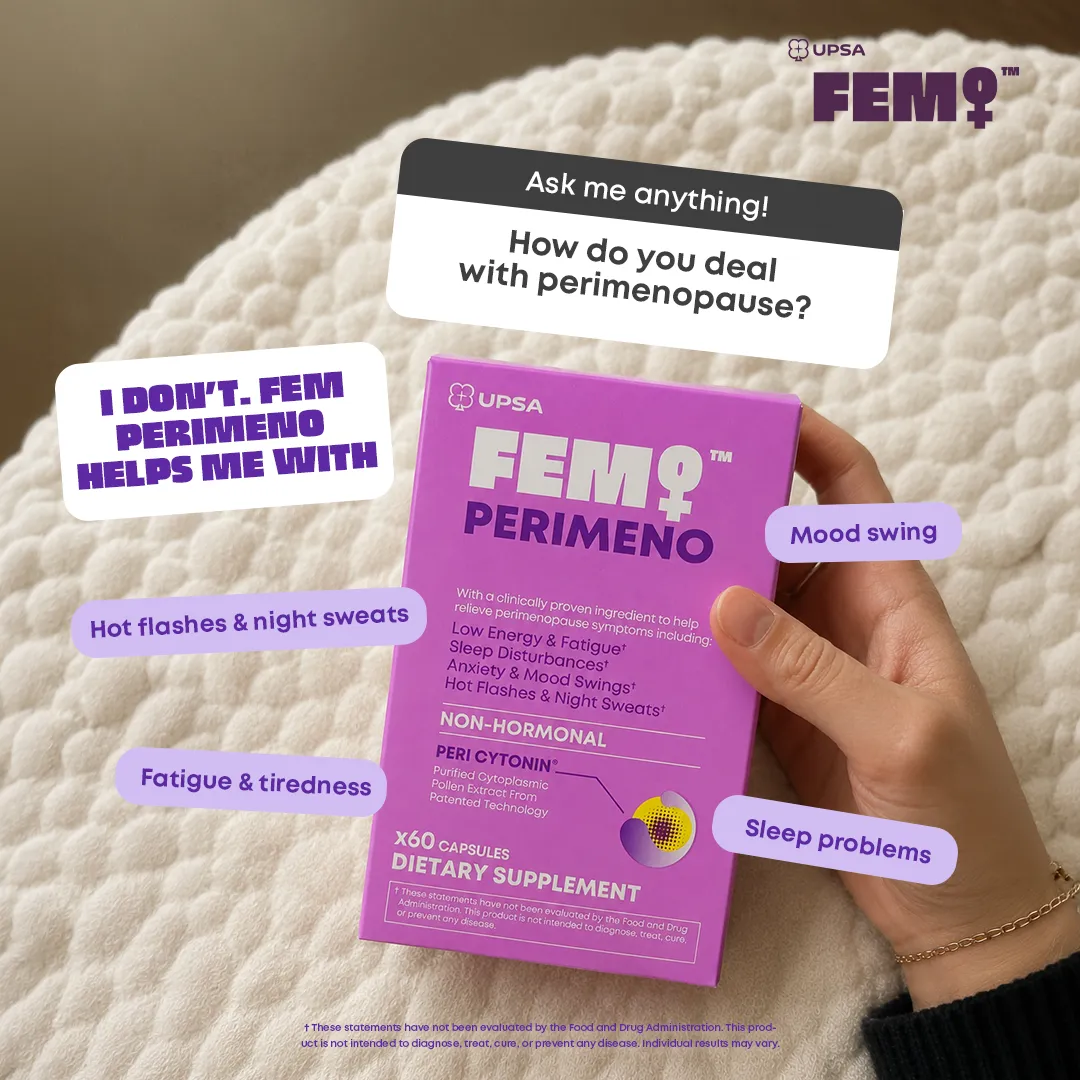 UPSA
FEM™
Ask me anything!
How do you deal
with perimenopause?
I DON'T. FEM
PERIMENO
HELPS ME WITH
UPSA
FEM™
PERIMENO
Mood swing
With a clinically proven ingredient to help
relieve perimenopause symptoms including:
Low Energy & Fatigue†
Sleep Disturbances†
Anxiety & Mood Swings†
Hot Flashes & Night Sweats†
Hot flashes & night sweats
NON-HORMONAL
PERI CYTONIN®
Purified Cytoplasmic
Pollen Extract From
Patented Technology
Fatigue & tiredness
Sleep problems
x60 CAPSULES
DIETARY SUPPLEMENT
† These statements have not been evaluated by the Food and Drug
Administration. This product is not intended to diagnose, treat, cure,
or prevent any disease.
† These statements have not been evaluated by the Food and Drug Administration. This prod-
uct is not intended to diagnose, treat, cure, or prevent any disease. Individual results may vary.